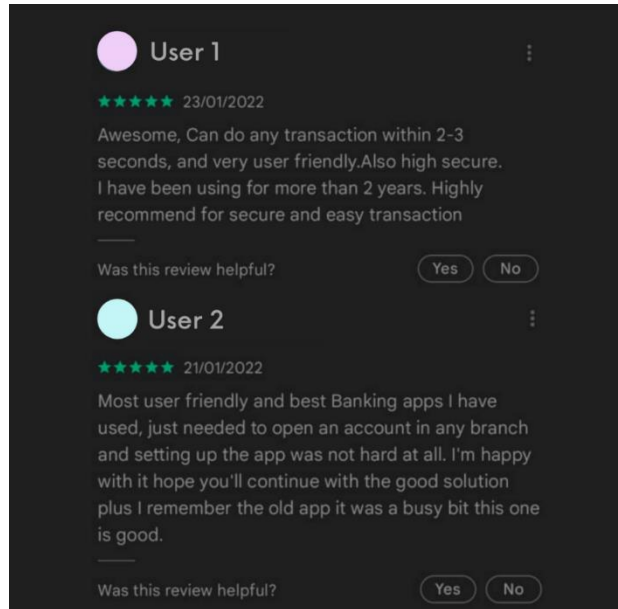 User 1
23/01/2022
Awesome, Can do any transaction within 2-3
seconds, and very user friendly.Also high secure.
I have been using for more than 2 years. Highly
recommend for secure and easy transaction
Was this review helpful?
Yes
No
User 2
21/01/2022
Most user friendly and best Banking apps I have
used, just needed to open an account in any branch
and setting up the app was not hard at all. I'm happy
with it hope you'll continue with the good solution
plus I remember the old app it was a busy bit this one
is good.
Was this review helpful?
Yes
No